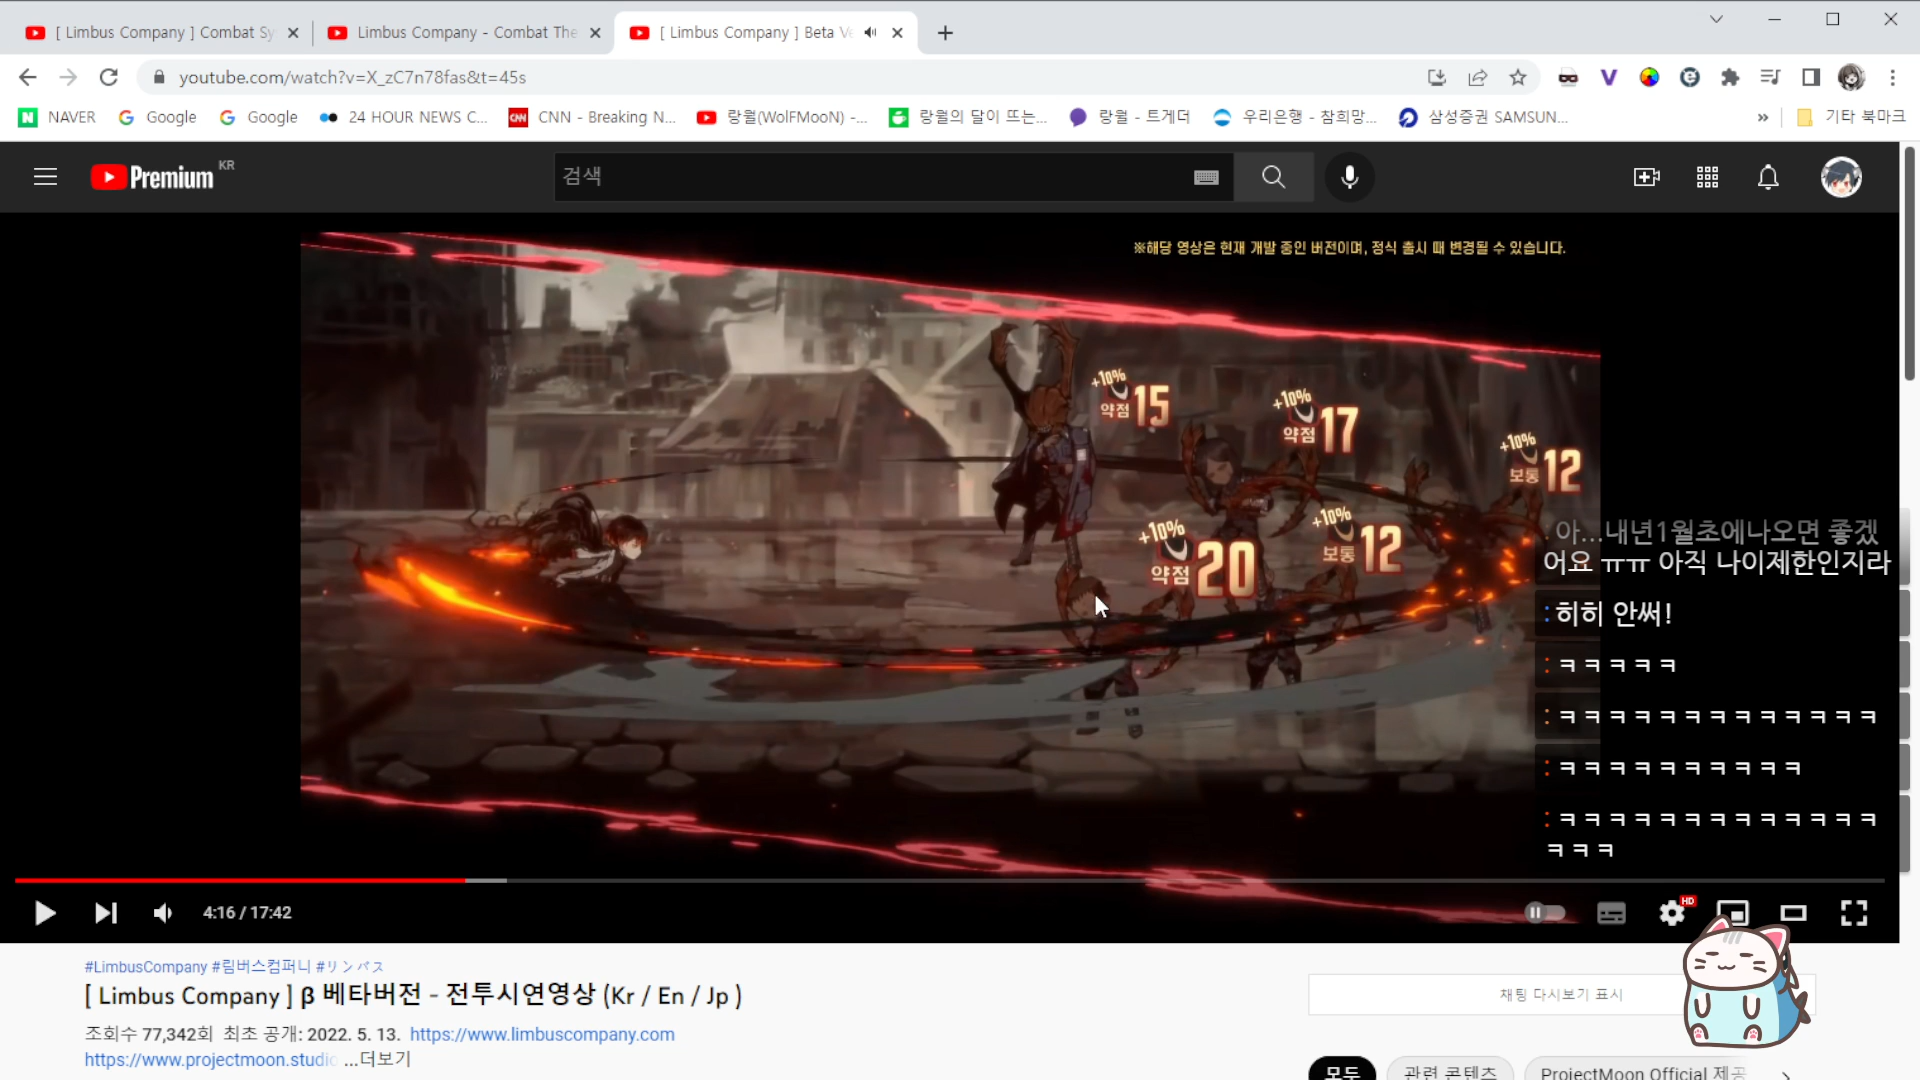 [ Limbus Company ] Combat Sy
Limbus Company - Combat The
[ Limbus Company ] Beta Ve
youtube.com/watch?v=X_zC7n78fas&t=45s
NAVER
Google
Google
24 HOUR NEWS C...
CNN - Breaking N...
랑월(WolFMooN) -...
랑월의 달이 뜨는...
랑월 - 트게더
우리은행 - 참희망...
삼성증권 SAMSUN...
»
기타 북마크
Premium KR
검색
※해당 영상은 현재 개발 중인 버전이며, 정식 출시 때 변경될 수 있습니다.
+10%
약점 15
+10%
약점 17
+10%
보통 12
+10%
약점 20
+10%
보통 12
: 아...내년1월초에나오면 좋겠
어요 ㅠㅠ 아직 나이제한인지라
: 히히 안써!
: ㅋㅋㅋㅋㅋ
: ㅋㅋㅋㅋㅋㅋㅋㅋㅋㅋㅋㅋㅋ
: ㅋㅋㅋㅋㅋㅋㅋㅋㅋㅋ
: ㅋㅋㅋㅋㅋㅋㅋㅋㅋㅋㅋㅋㅋ
ㅋㅋㅋ
4:16 / 17:42
HD
#LimbusCompany #림버스컴퍼니 #リンバス
[ Limbus Company ] β 베타버전 - 전투시연영상 (Kr / En / Jp )
조회수 77,342회 최초 공개: 2022. 5. 13. https://www.limbuscompany.com
https://www.projectmoon.studio ...더보기
채팅 다시보기 표시
모두
관련 콘텐츠
ProjectMoon Official 제공